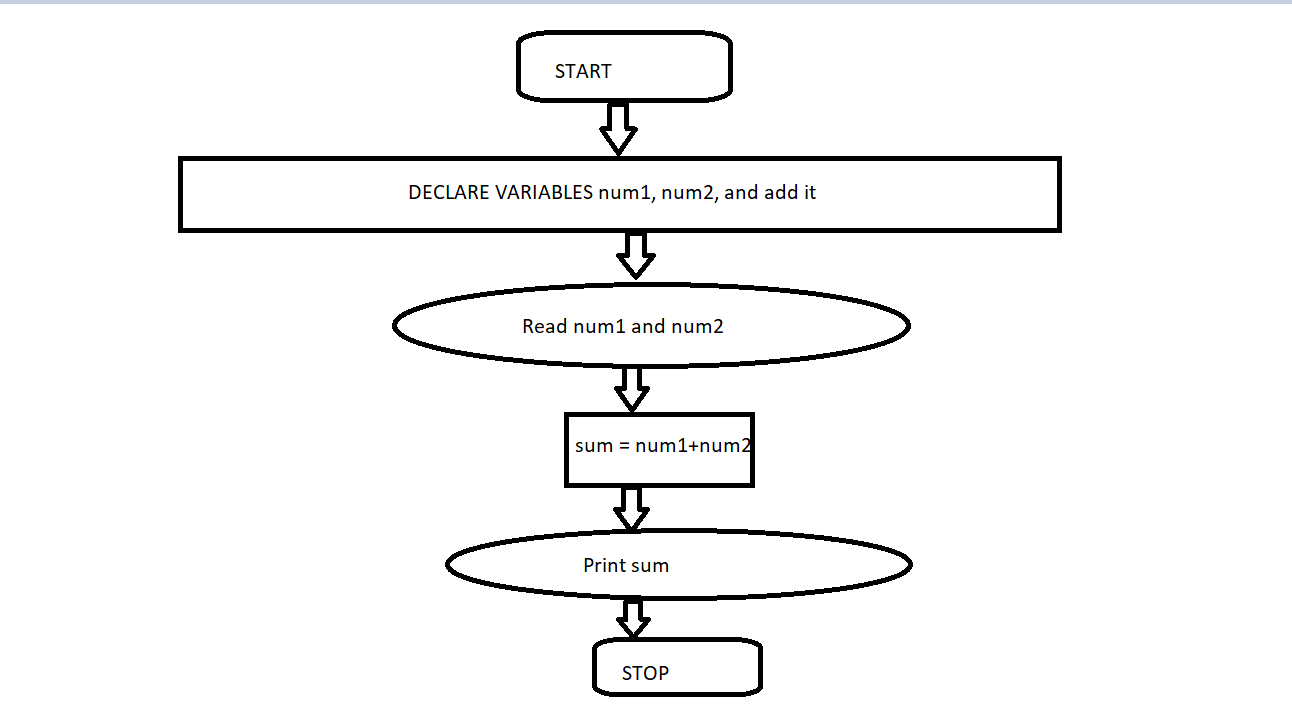 START
DECLARE VARIABLES num1, num2, and add it
Read num1 and num2
sum = num1+num2
Print sum
STOP